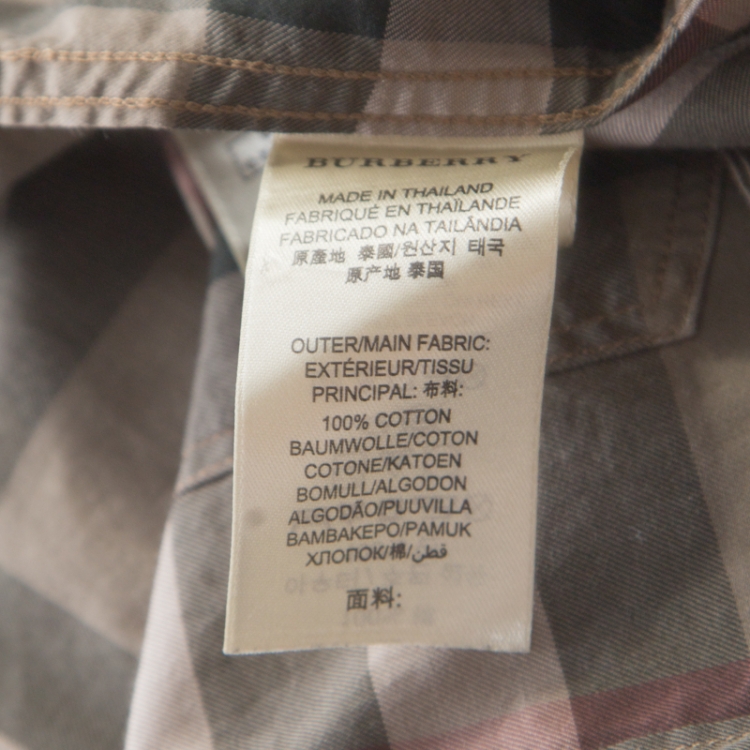 BURBERRY
MADE IN THAILAND
FABRIQUÉ EN THAÏLANDE
FABRICADO NA TAILÂNDIA
原產地 泰國/원산지 태국
原产地 泰国
OUTER/MAIN FABRIC:
EXTÉRIEUR/TISSU
PRINCIPAL: 布料:
100% COTTON
BAUMWOLLE/COTON
COTONE/KATOEN
BOMULL/ALGODON
ALGODÃO/PUUVILLA
BAMBAKEPO/PAMUK
ХЛОПОК/棉/قطن
面料: